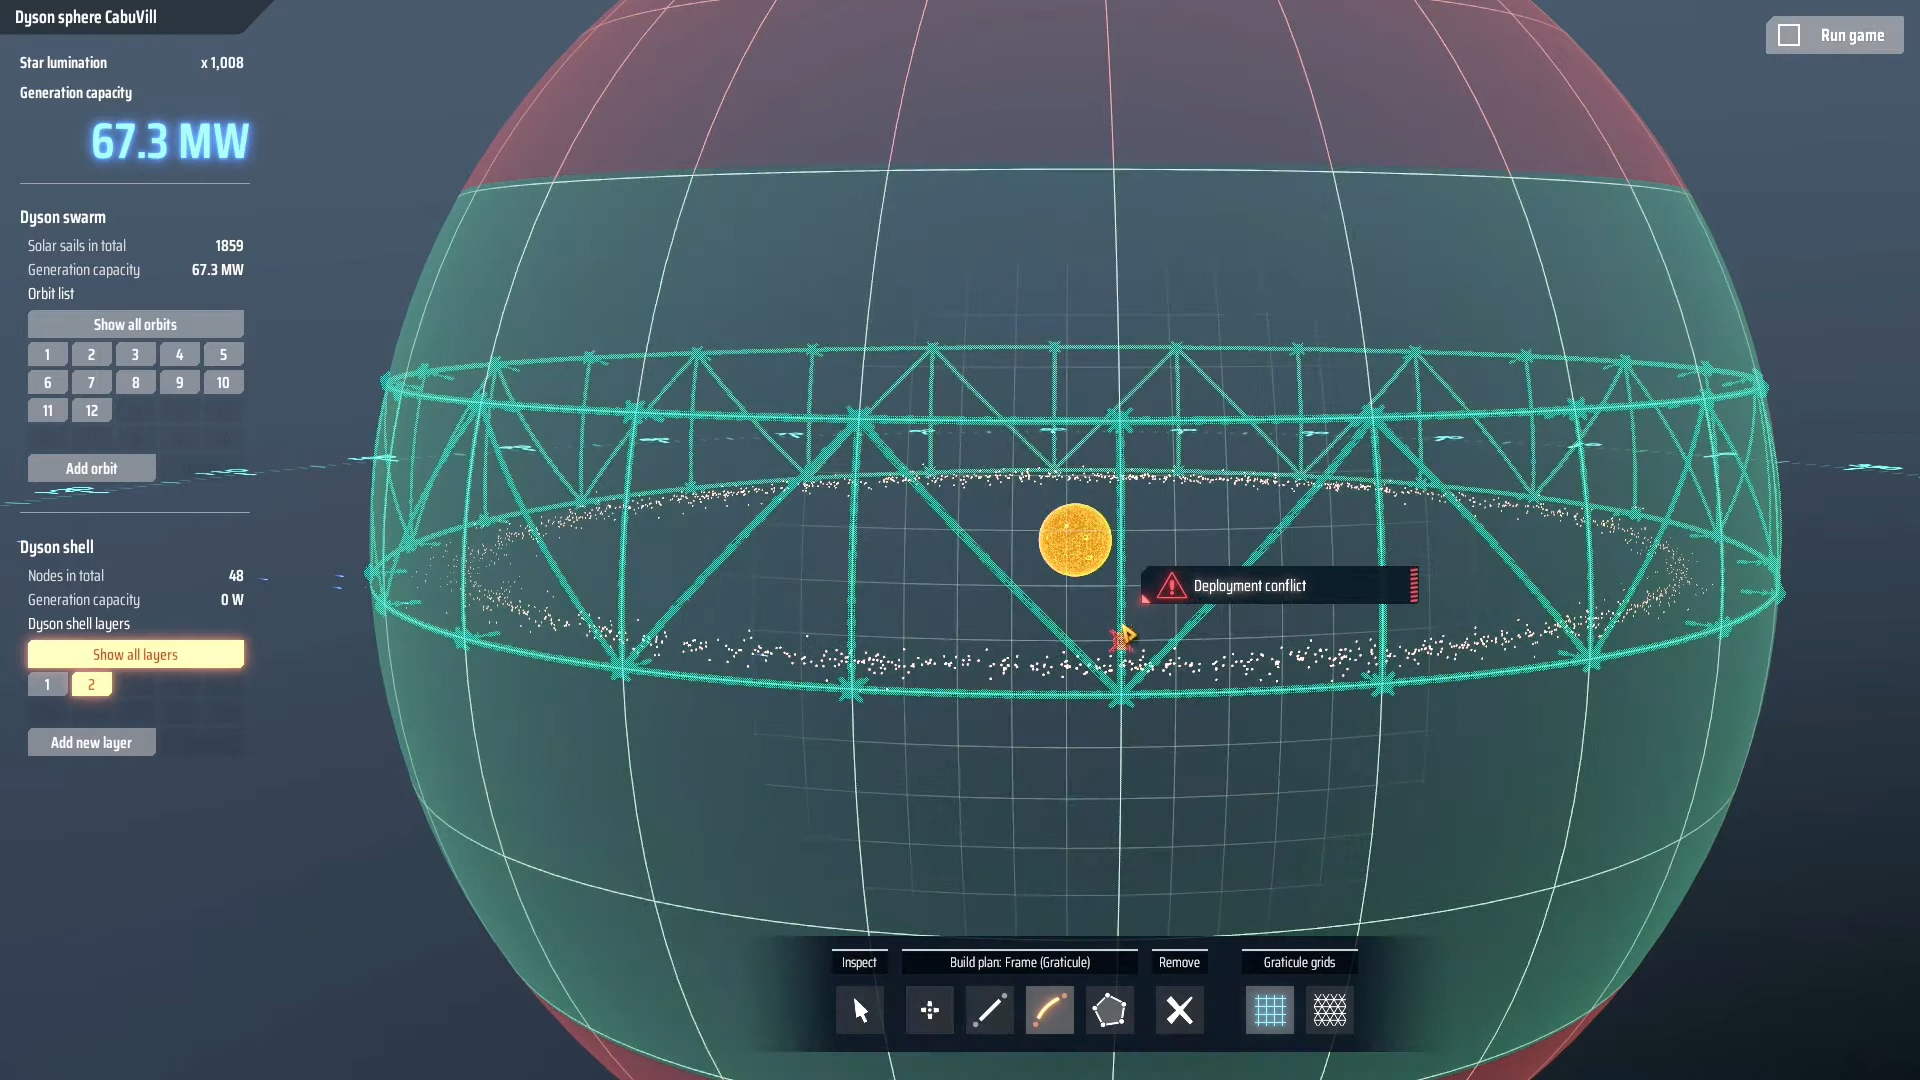 Dyson sphere CabuVill
Run game
Star lumination x 1,008
Generation capacity
67.3 MW
Dyson swarm
Solar sails in total 1859
Generation capacity 67.3 MW
Orbit list
Show all orbits
1 2 3 4 5
6 7 8 9 10
11 12
Add orbit
Dyson shell
Nodes in total 48
Generation capacity 0 W
Dyson shell layers
Show all layers
1 2
Add new layer
Deployment conflict
Inspect Build plan: Frame (Graticule) Remove Graticule grids